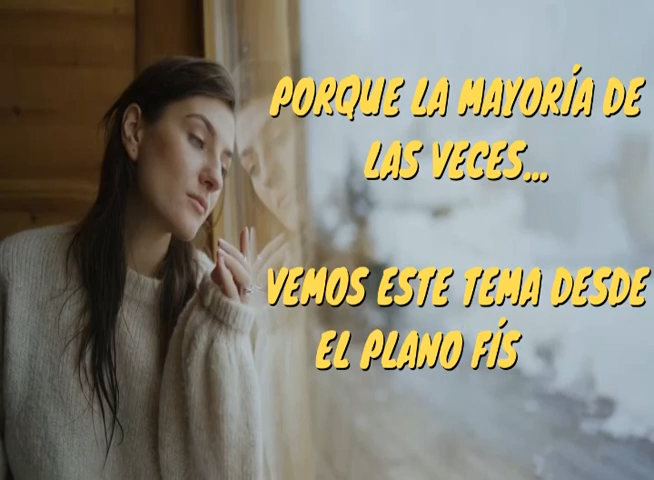 PORQUE LA MAYORÍA DE
LAS VECES...
VEMOS ESTE TEMA DESDE
EL PLANO FÍS